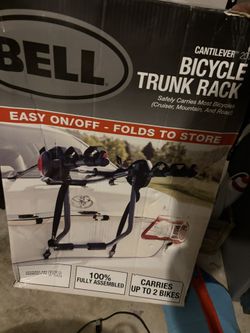 BELL
CANTILEVER
BICYCLE
TRUNK RACK
Safely Carries Most Bicycles
(Cruiser, Mountain, And Road)
EASY ON/OFF - FOLDS TO STORE
100%
FULLY ASSEMBLED
CARRIES
UP TO 2 BIKES